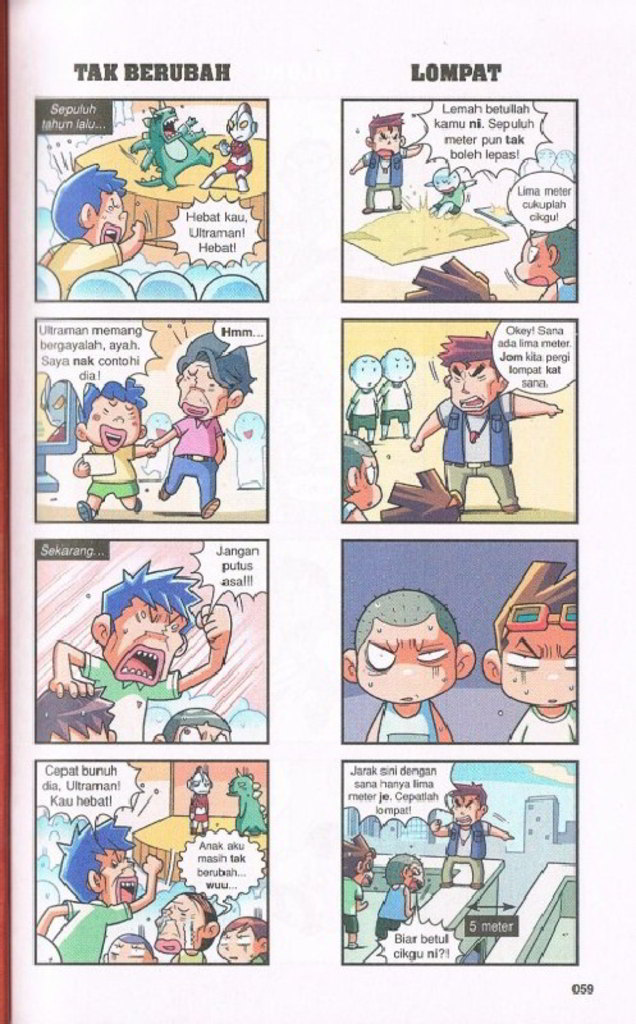 TAK BERUBAH
Sepuluh
tahun lalu...
Hebat kau,
Ultraman!
Hebat!
Ultraman memang
bergayalah, ayah.
Saya nak contohi
dia!
Hmm...
Sekarang...
Jangan
putus
asa!!!
Cepat bunuh
dia, Ultraman!
Kau hebat!
Anak aku
masih tak
berubah...
wuu...
LOMPAT
Lemah betullah
kamu ni. Sepuluh
meter pun tak
boleh lepas!
Lima meter
cukuplah
cikgu!
Okey! Sana
ada lima meter.
Jom kita pergi
lompat kat
sana.
Jarak sini dengan
sana hanya lima
meter je. Cepatlah
lompat!
5 meter
Biar betul
cikgu ni?!
059